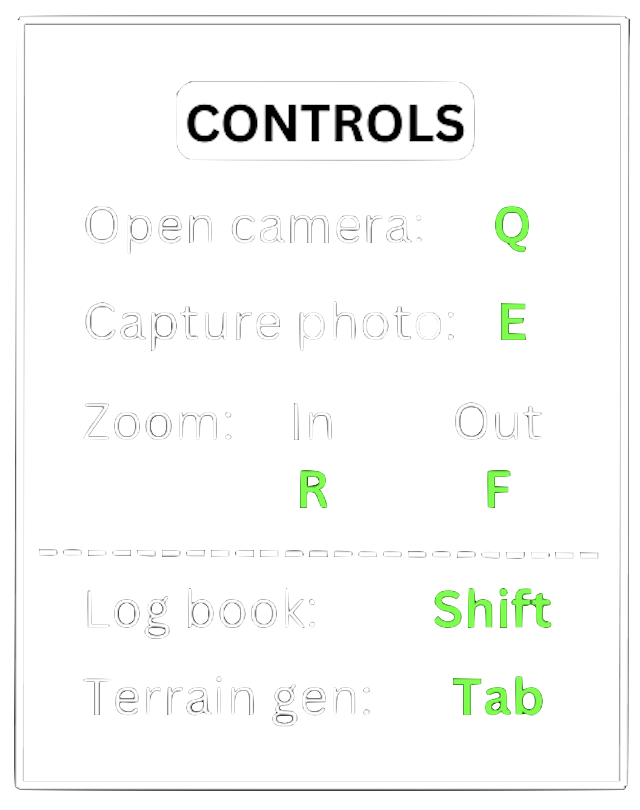 CONTROLS
Open camera: Q
Capture photo: E
Zoom: In Out
R F
Log book: Shift
Terrain gen: Tab